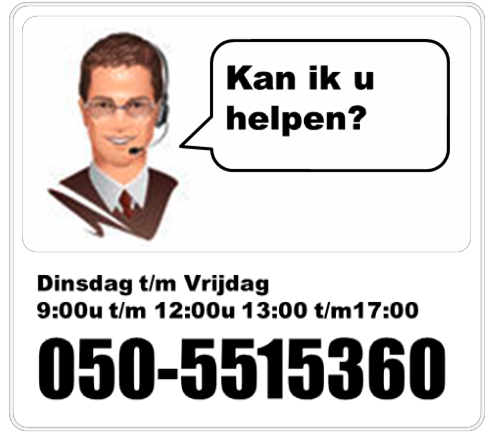 Kan ik u
helpen?
Dinsdag t/m Vrijdag
9:00u t/m 12:00u 13:00 t/m17:00
050-5515360